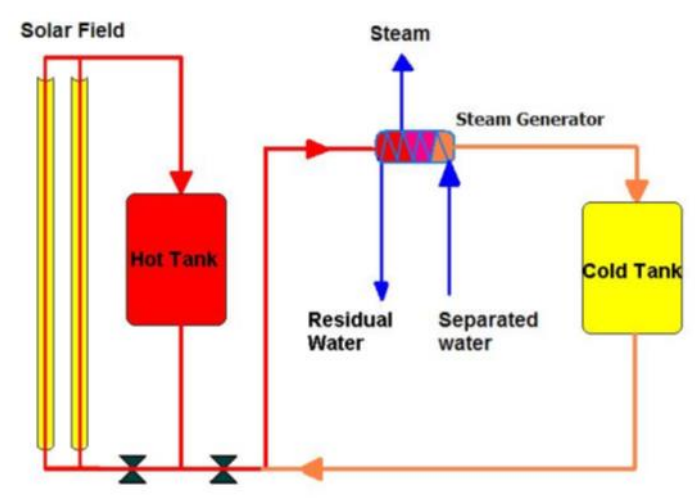 Solar Field
Steam
Steam Generator
Hot Tank
Cold Tank
Residual
Water
Separated
water